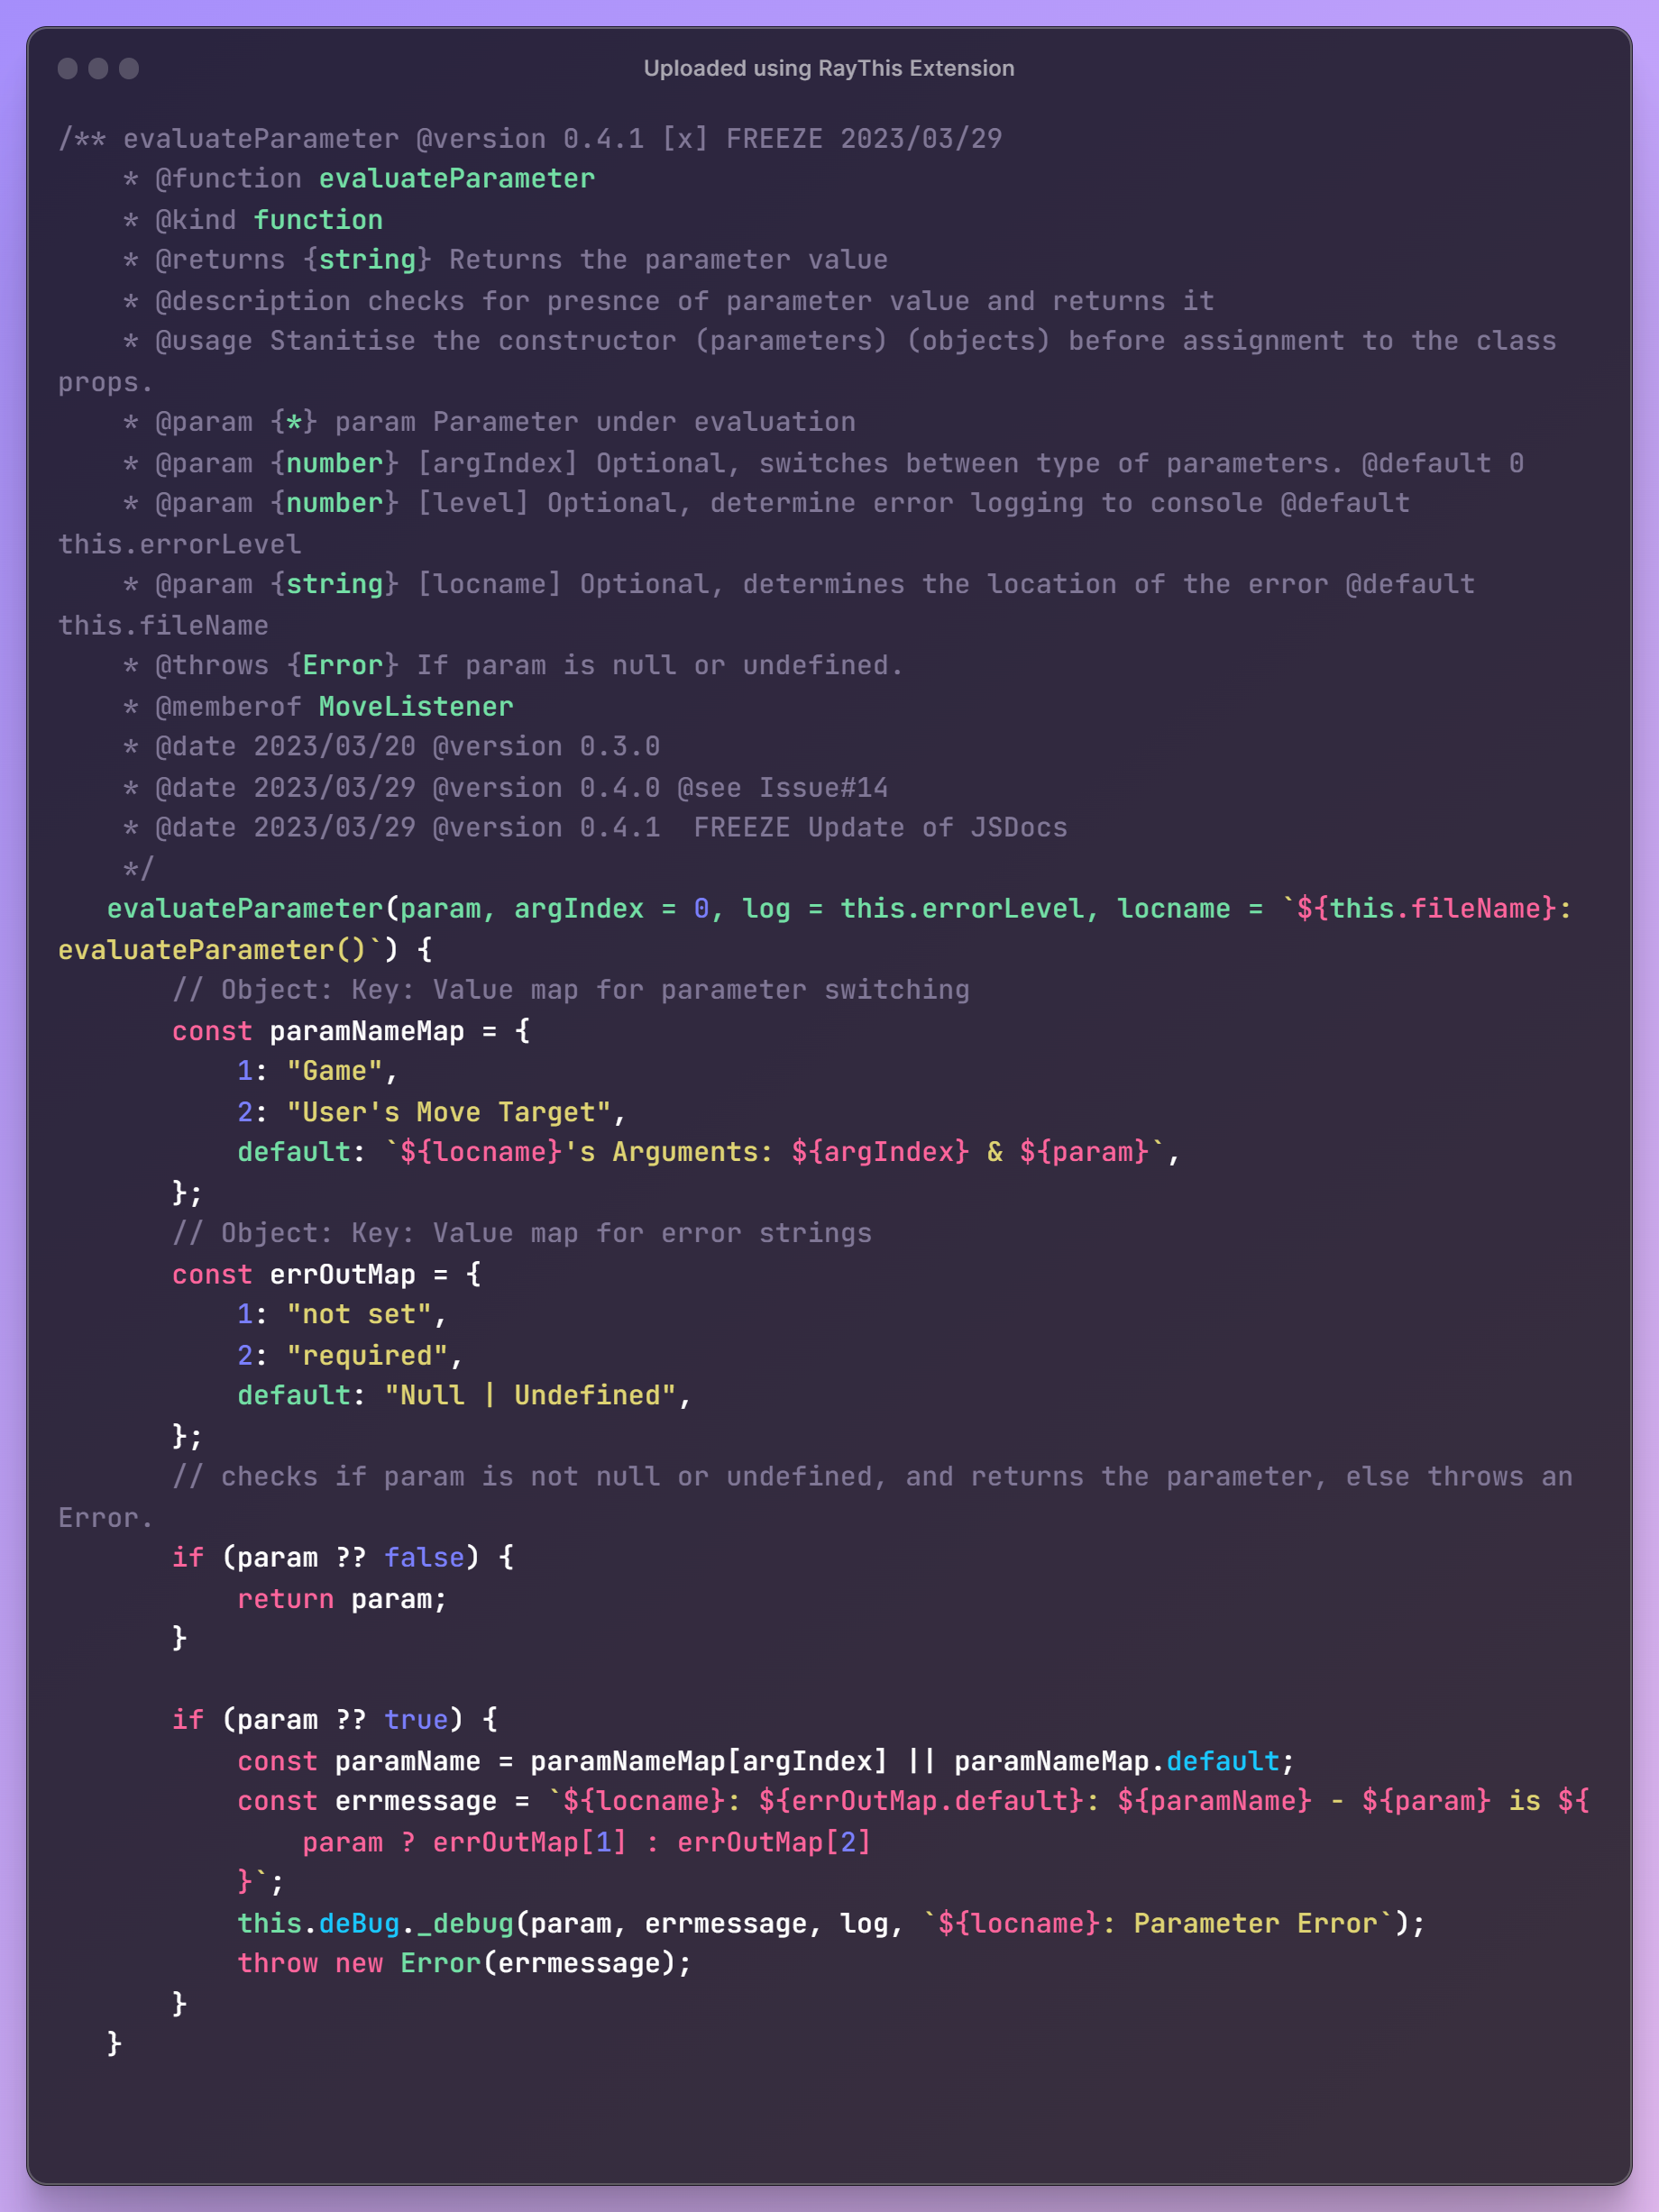 Uploaded using RayThis Extension
/** evaluateParameter @version 0.4.1 [x] FREEZE 2023/03/29
    * @function evaluateParameter
    * @kind function
    * @returns {string} Returns the parameter value
    * @description checks for presnce of parameter value and returns it
    * @usage Stanitise the constructor (parameters) (objects) before assignment to the class
props.
    * @param {*} param Parameter under evaluation
    * @param {number} [argIndex] Optional, switches between type of parameters. @default 0
    * @param {number} [level] Optional, determine error logging to console @default
this.errorLevel
    * @param {string} [locname] Optional, determines the location of the error @default
this.fileName
    * @throws {Error} If param is null or undefined.
    * @memberof MoveListener
    * @date 2023/03/20 @version 0.3.0
    * @date 2023/03/29 @version 0.4.0 @see Issue#14
    * @date 2023/03/29 @version 0.4.1  FREEZE Update of JSDocs
    */
   evaluateParameter(param, argIndex = 0, log = this.errorLevel, locname = `${this.fileName}:
evaluateParameter()`) {
       // Object: Key: Value map for parameter switching
       const paramNameMap = {
           1: "Game",
           2: "User's Move Target",
           default: `${locname}'s Arguments: ${argIndex} & ${param}`,
       };
       // Object: Key: Value map for error strings
       const errOutMap = {
           1: "not set",
           2: "required",
           default: "Null | Undefined",
       };
       // checks if param is not null or undefined, and returns the parameter, else throws an
Error.
       if (param ?? false) {
           return param;
       }

       if (param ?? true) {
           const paramName = paramNameMap[argIndex] || paramNameMap.default;
           const errmessage = `${locname}: ${errOutMap.default}: ${paramName} - ${param} is ${
               param ? errOutMap[1] : errOutMap[2]
           }`;
           this.deBug._debug(param, errmessage, log, `${locname}: Parameter Error`);
           throw new Error(errmessage);
       }
   }